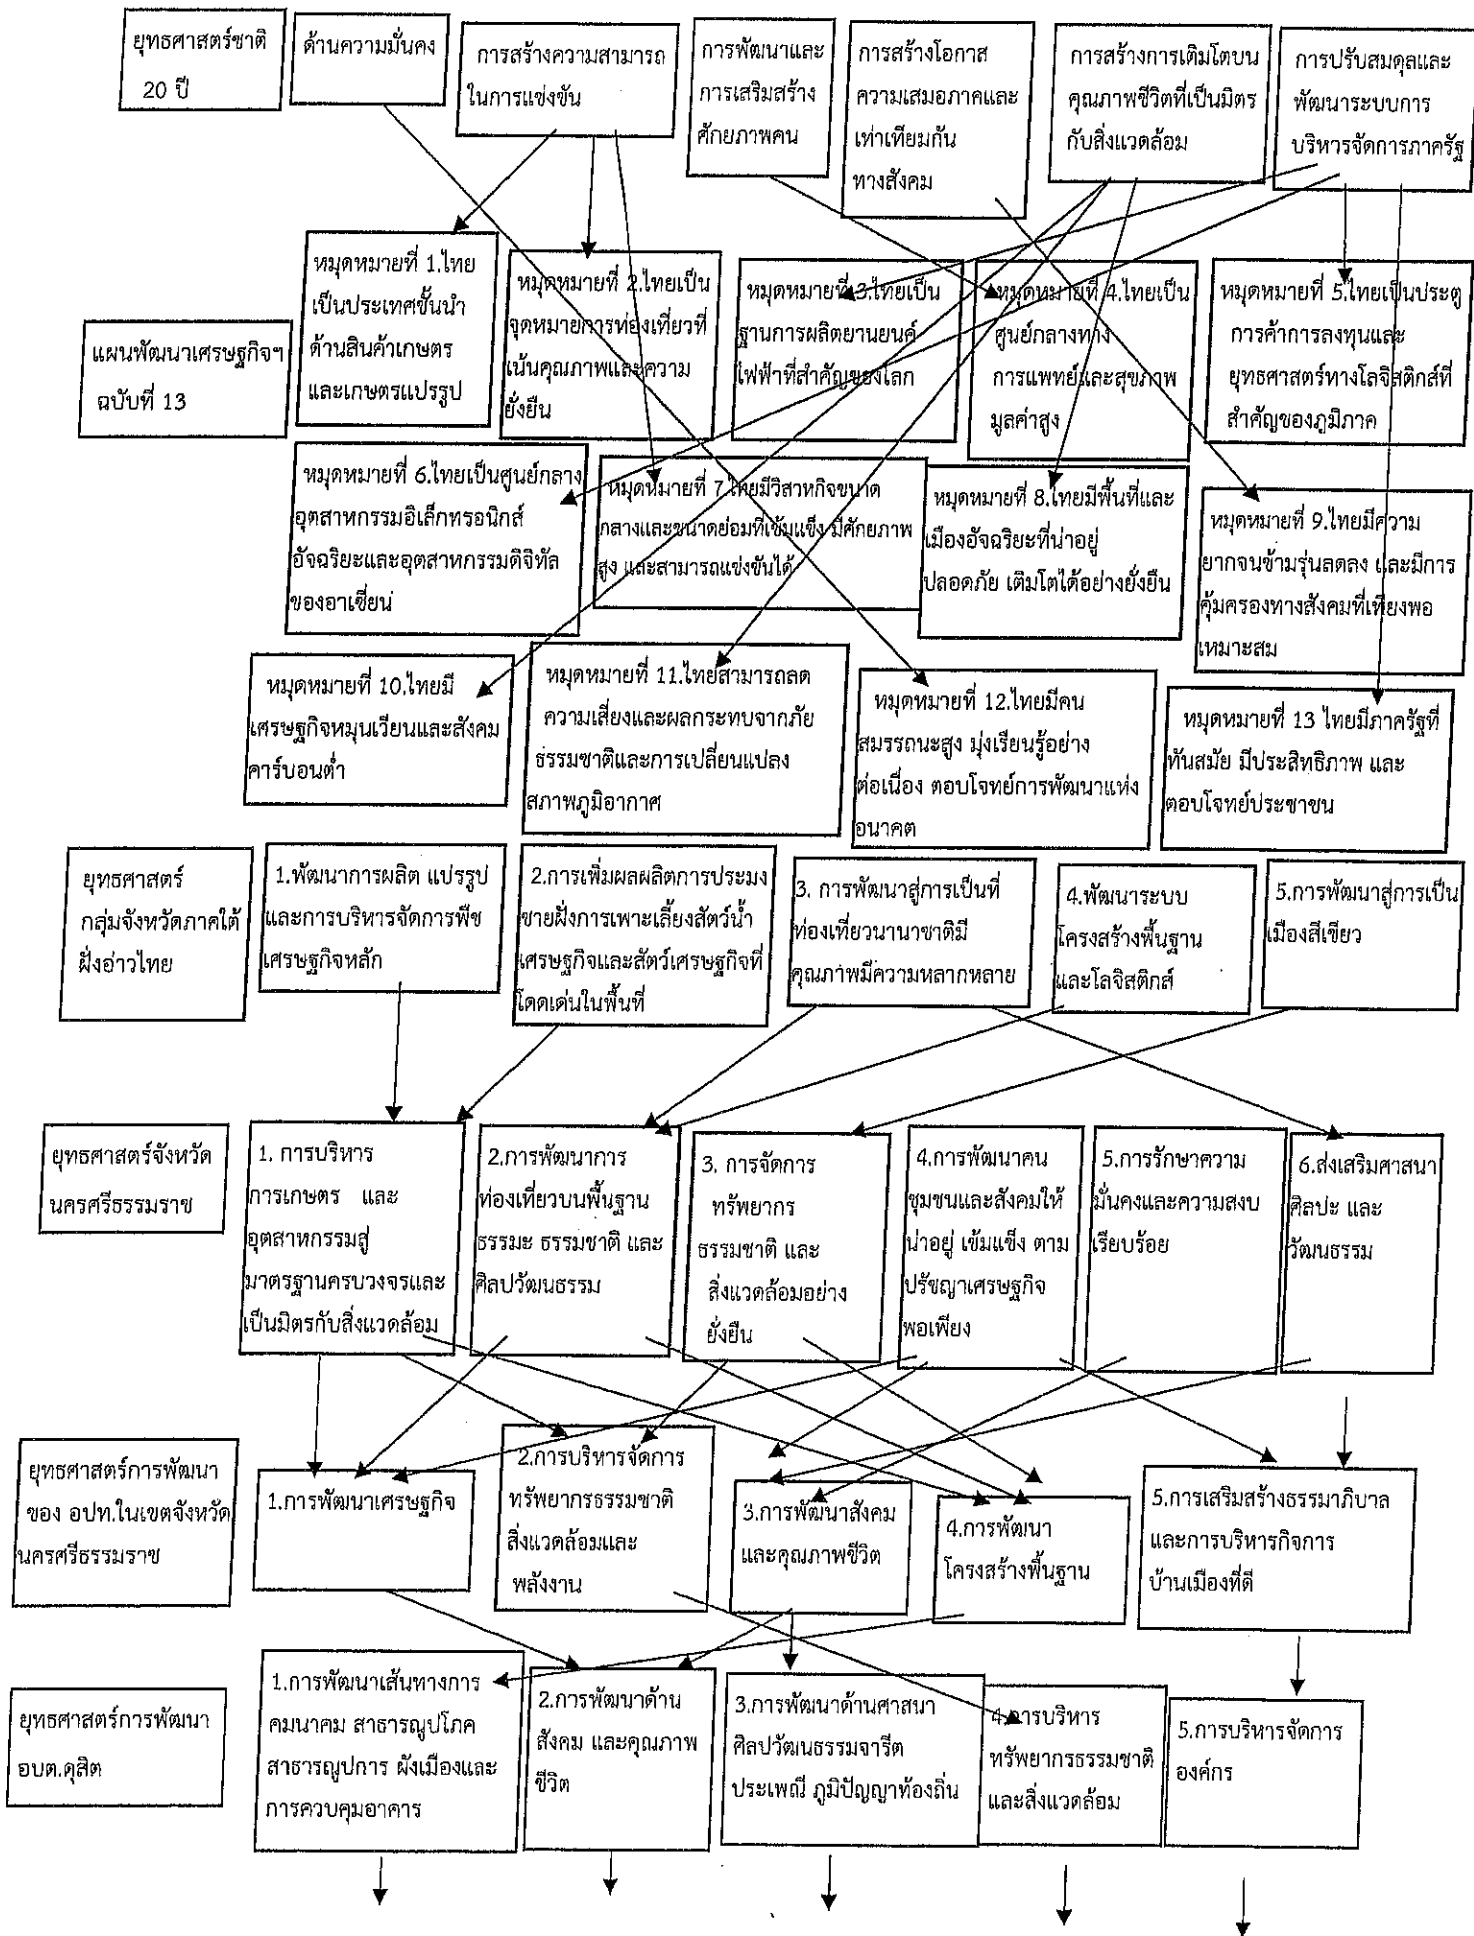 ยุทธศาสตร์ชาติ
20 ปี
ด้านความมั่นคง
การสร้างความสามารถ
ในการแข่งขัน
การพัฒนาและ
การเสริมสร้าง
ศักยภาพคน
การสร้างโอกาส
ความเสมอภาคและ
เท่าเทียมกัน
ทางสังคม
การสร้างการเติมโตบน
คุณภาพชีวิตที่เป็นมิตร
กับสิ่งแวดล้อม
การปรับสมดุลและ
พัฒนาระบบการ
บริหารจัดการภาครัฐ
แผนพัฒนาเศรษฐกิจฯ
ฉบับที่ 13
หมุดหมายที่ 1.ไทย
เป็นประเทศชั้นนำ
ด้านสินค้าเกษตร
และเกษตรแปรรูป
หมุดหมายที่ 2.ไทยเป็น
จุดหมายการท่องเที่ยวที่
เน้นคุณภาพและความ
ยั่งยืน
หมุดหมายที่ 3.ไทยเป็น
ฐานการผลิตยานยนค์
ไฟฟ้าที่สำคัญของโลก
หมุดหมายที่ 4.ไทยเป็น
ศูนย์กลางทาง
การแพทย์และสุขภาพ
มูลค่าสูง
หมุดหมายที่ 5.ไทยเป็นประตู
การค้าการลงทุนและ
ยุทธศาสตร์ทางโลจิสติกส์ที่
สำคัญของภูมิภาค
หมุดหมายที่ 6.ไทยเป็นศูนย์กลาง
อุตสาหกรรมอิเล็กทรอนิกส์
อัจฉริยะและอุตสาหกรรมดิจิทัล
ของอาเซี่ยน่
หมุดหมายที่ 7.ไทยมีวิสาหกิจขนาด
กลางและขนาดย่อมที่เข้มแข็ง มีศักยภาพ
สูง และสามารถแข่งขันได้
หมุดหมายที่ 8.ไทยมีพื้นที่และ
เมืองอัจฉริยะที่น่าอยู่
ปลอดภัย เติมโตได้อย่างยั่งยืน
หมุดหมายที่ 9.ไทยมีความ
ยากจนข้ามรุ่นลดลง และมีการ
คุ้มครองทางสังคมที่เพียงพอ
เหมาะสม
หมุดหมายที่ 10.ไทยมี
เศรษฐกิจหมุนเวียนและสังคม
คาร์บอนต่ำ
หมุดหมายที่ 11.ไทยสามารถลด
ความเสี่ยงและผลกระทบจากภัย
ธรรมชาติและการเปลี่ยนแปลง
สภาพภูมิอากาศ
หมุดหมายที่ 12.ไทยมีคน
สมรรถนะสูง มุ่งเรียนรู้อย่าง
ต่อเนื่อง ตอบโจทย์การพัฒนาแห่ง
อนาคต
หมุดหมายที่ 13 ไทยมีภาครัฐที่
ทันสมัย มีประสิทธิภาพ และ
ตอบโจทย์ประชาชน
ยุทธศาสตร์
กลุ่มจังหวัดภาคใต้
ฝั่งอ่าวไทย
1.พัฒนาการผลิต แปรรูป
และการบริหารจัดการพืช
เศรษฐกิจหลัก
2.การเพิ่มผลผลิตการประมง
ชายฝั่งการเพาะเลี้ยงสัตว์น้ำ
เศรษฐกิจและสัตว์เศรษฐกิจที่
โดดเด่นในพื้นที่
3. การพัฒนาสู่การเป็นที่
ท่องเที่ยวนานาชาติมี
คุณภาพมีความหลากหลาย
4.พัฒนาระบบ
โครงสร้างพื้นฐาน
และโลจิสติกส์
5.การพัฒนาสู่การเป็น
เมืองสีเขียว
ยุทธศาสตร์จังหวัด
นครศรีธรรมราช
1. การบริหาร
การเกษตร และ
อุตสาหกรรมสู่
มาตรฐานครบวงจรและ
เป็นมิตรกับสิ่งแวดล้อม
2.การพัฒนาการ
ท่องเที่ยวบนพื้นฐาน
ธรรมะ ธรรมชาติ และ
ศิลปวัฒนธรรม
3. การจัดการ
ทรัพยากร
ธรรมชาติ และ
สิ่งแวดล้อมอย่าง
ยั่งยืน
4.การพัฒนาคน
ชุมชนและสังคมให้
น่าอยู่ เข้มแข็ง ตาม
ปรัชญาเศรษฐกิจ
พอเพียง
5.การรักษาความ
มั่นคงและความสงบ
เรียบร้อย
6.ส่งเสริมศาสนา
ศิลปะ และ
วัฒนธรรม
ยุทธศาสตร์การพัฒนา
ของ อปท.ในเขตจังหวัด
นครศรีธรรมราช
1.การพัฒนาเศรษฐกิจ
2.การบริหารจัดการ
ทรัพยากรธรรมชาติ
สิ่งแวดล้อมและ
พลังงาน
3.การพัฒนาสังคม
และคุณภาพชีวิต
4.การพัฒนา
โครงสร้างพื้นฐาน
5.การเสริมสร้างธรรมาภิบาล
และการบริหารกิจการ
บ้านเมืองที่ดี
ยุทธศาสตร์การพัฒนา
อบต.ดุสิต
1.การพัฒนาเส้นทางการ
คมนาคม สาธารณูปโภค
สาธารณูปการ ผังเมืองและ
การควบคุมอาคาร
2.การพัฒนาด้าน
สังคม และคุณภาพ
ชีวิต
3.การพัฒนาด้านศาสนา
ศิลปวัฒนธรรมจารีต
ประเพณี ภูมิปัญญาท้องถิ่น
4.การบริหาร
ทรัพยากรธรรมชาติ
และสิ่งแวดล้อม
5.การบริหารจัดการ
องค์กร